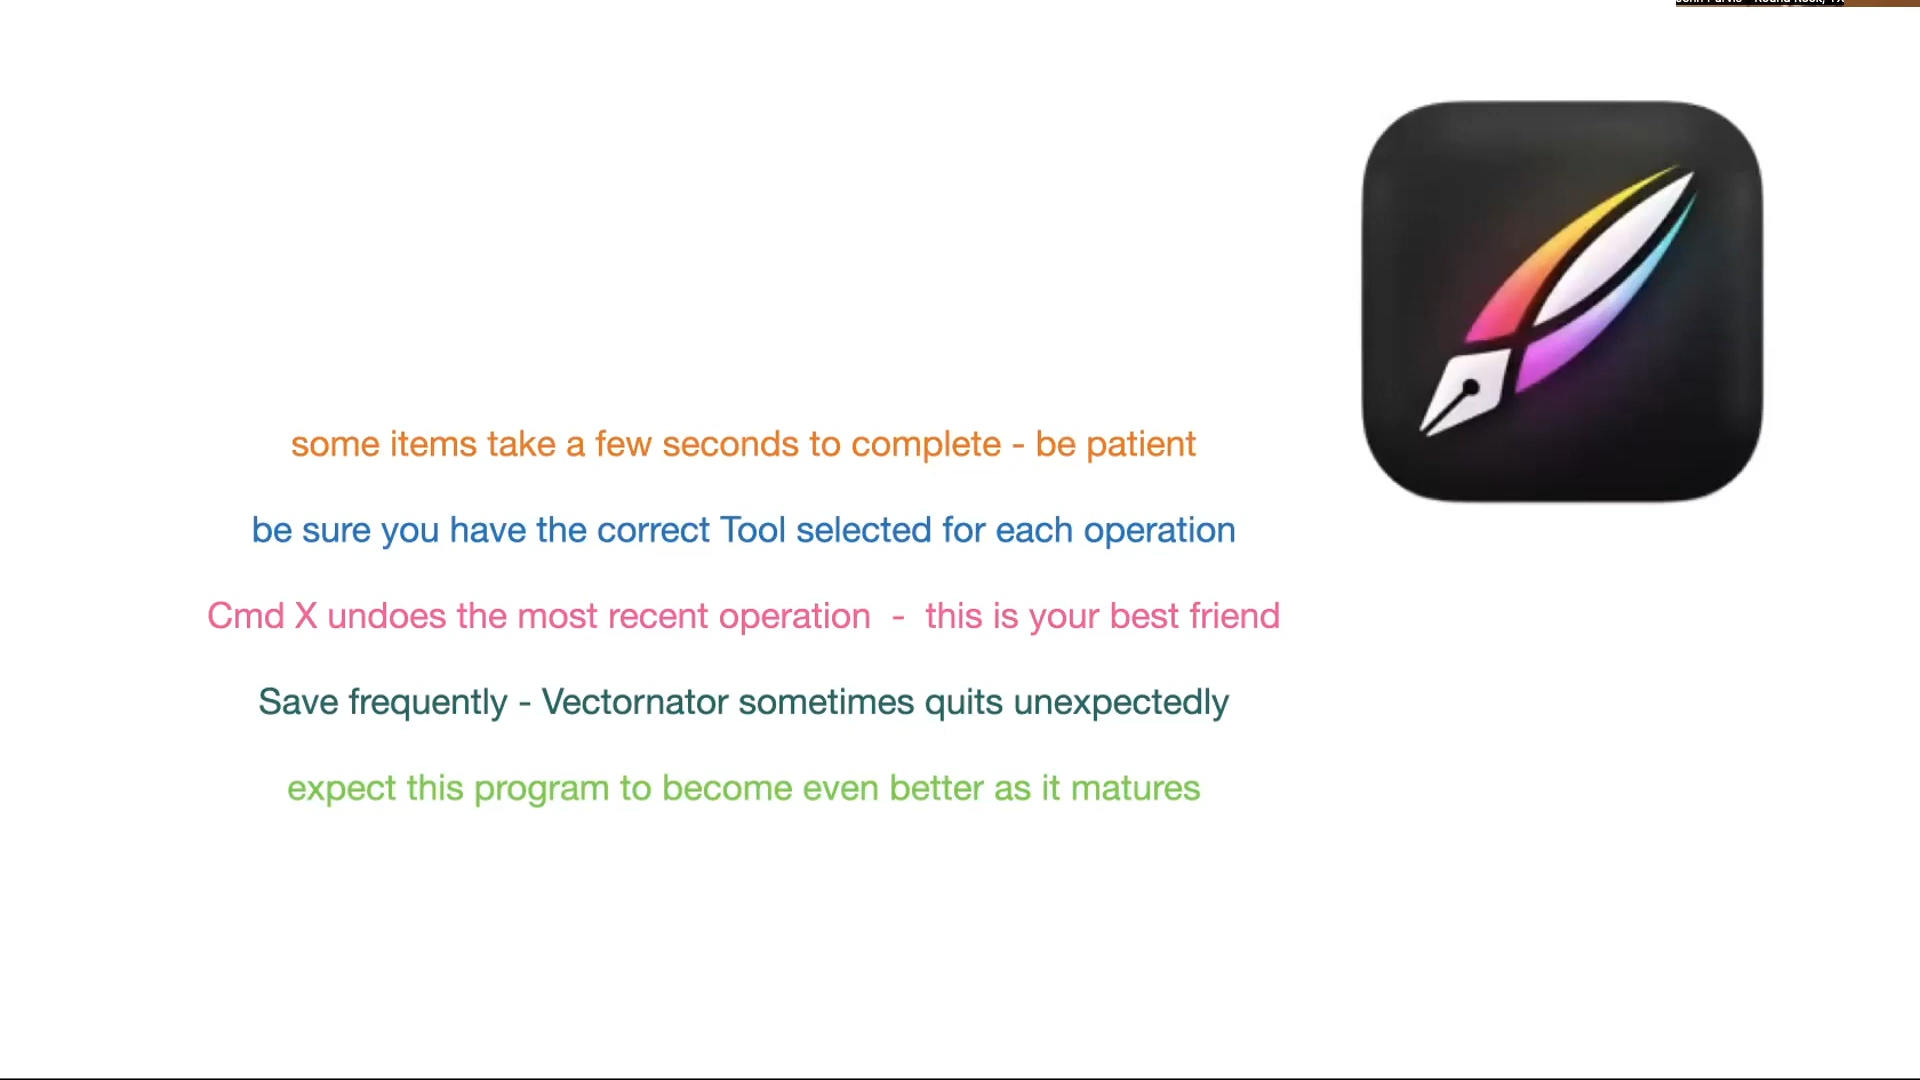 some items take a few seconds to complete - be patient
be sure you have the correct Tool selected for each operation
Cmd X undoes the most recent operation - this is your best friend
Save frequently - Vectornator sometimes quits unexpectedly
expect this program to become even better as it matures